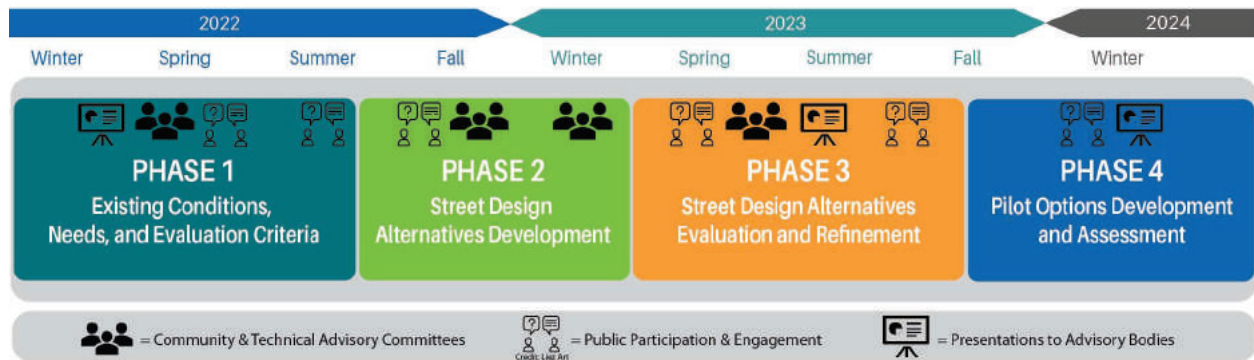 2022 2023 2024
Winter Spring Summer Fall Winter Spring Summer Fall Winter
PHASE 1
Existing Conditions,
Needs, and Evaluation Criteria
PHASE 2
Street Design
Alternatives Development
PHASE 3
Street Design Alternatives
Evaluation and Refinement
PHASE 4
Pilot Options Development
and Assessment
= Community & Technical Advisory Committees
= Public Participation & Engagement
= Presentations to Advisory Bodies